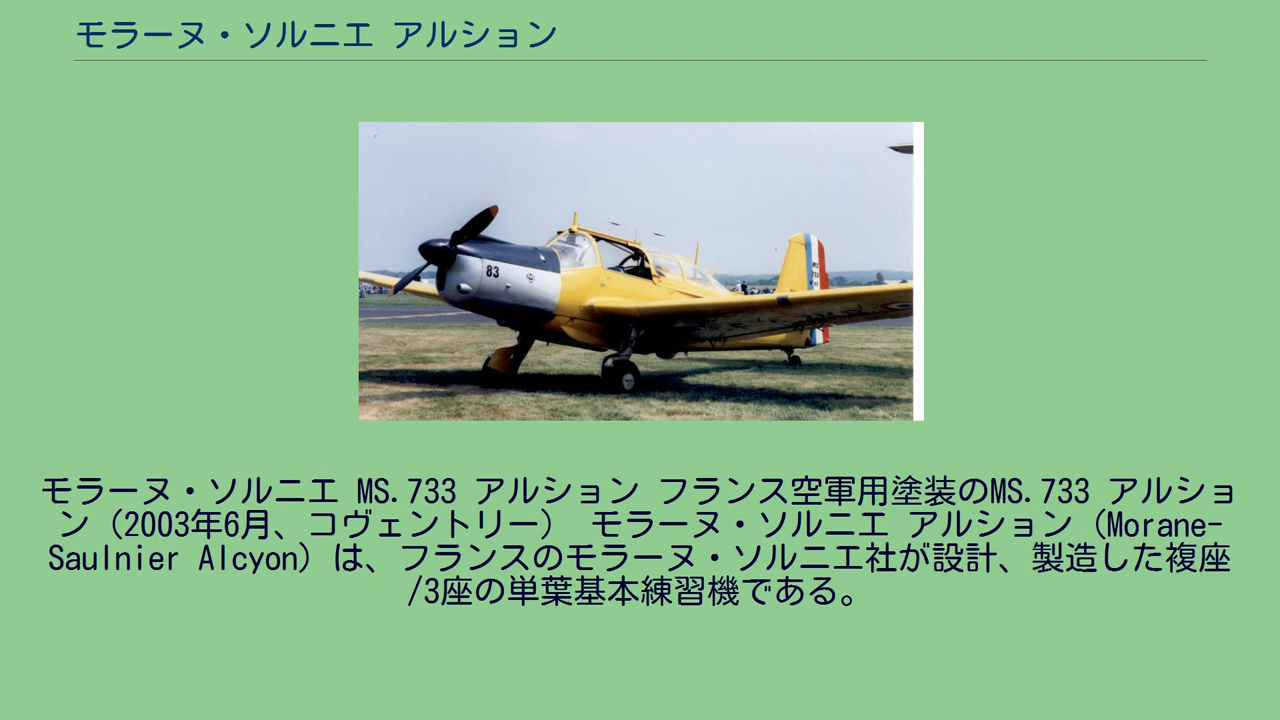 モラーヌ・ソルニエ アルション
83
MS
733
モラーヌ・ソルニエ MS.733 アルション フランス空軍用塗装のMS.733 アルショ
ン（2003年6月、コヴェントリー） モラーヌ・ソルニエ アルション（Morane-
Saulnier Alcyon）は、フランスのモラーヌ・ソルニエ社が設計、製造した複座
/3座の単葉基本練習機である。